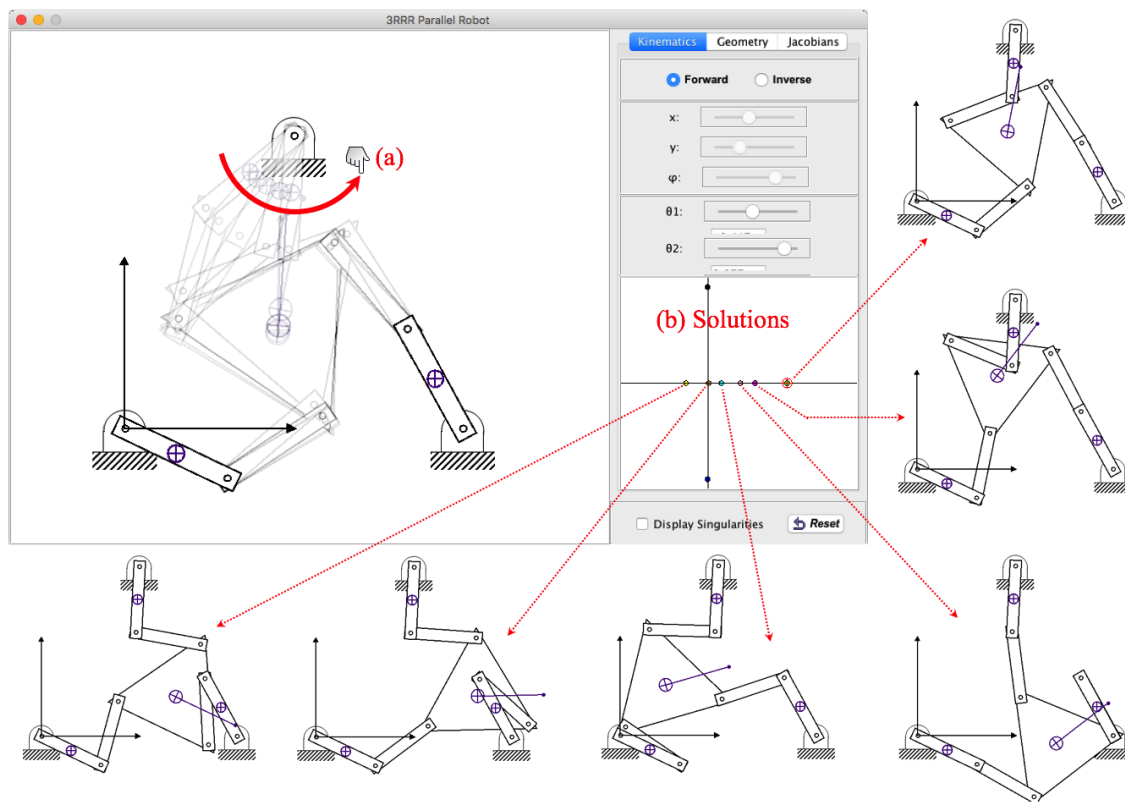 3RRR Parallel Robot
Kinematics Geometry Jacobians
Forward Inverse
x:
y:
φ:
θ1:
θ2:
(a)
(b) Solutions
Display Singularities Reset